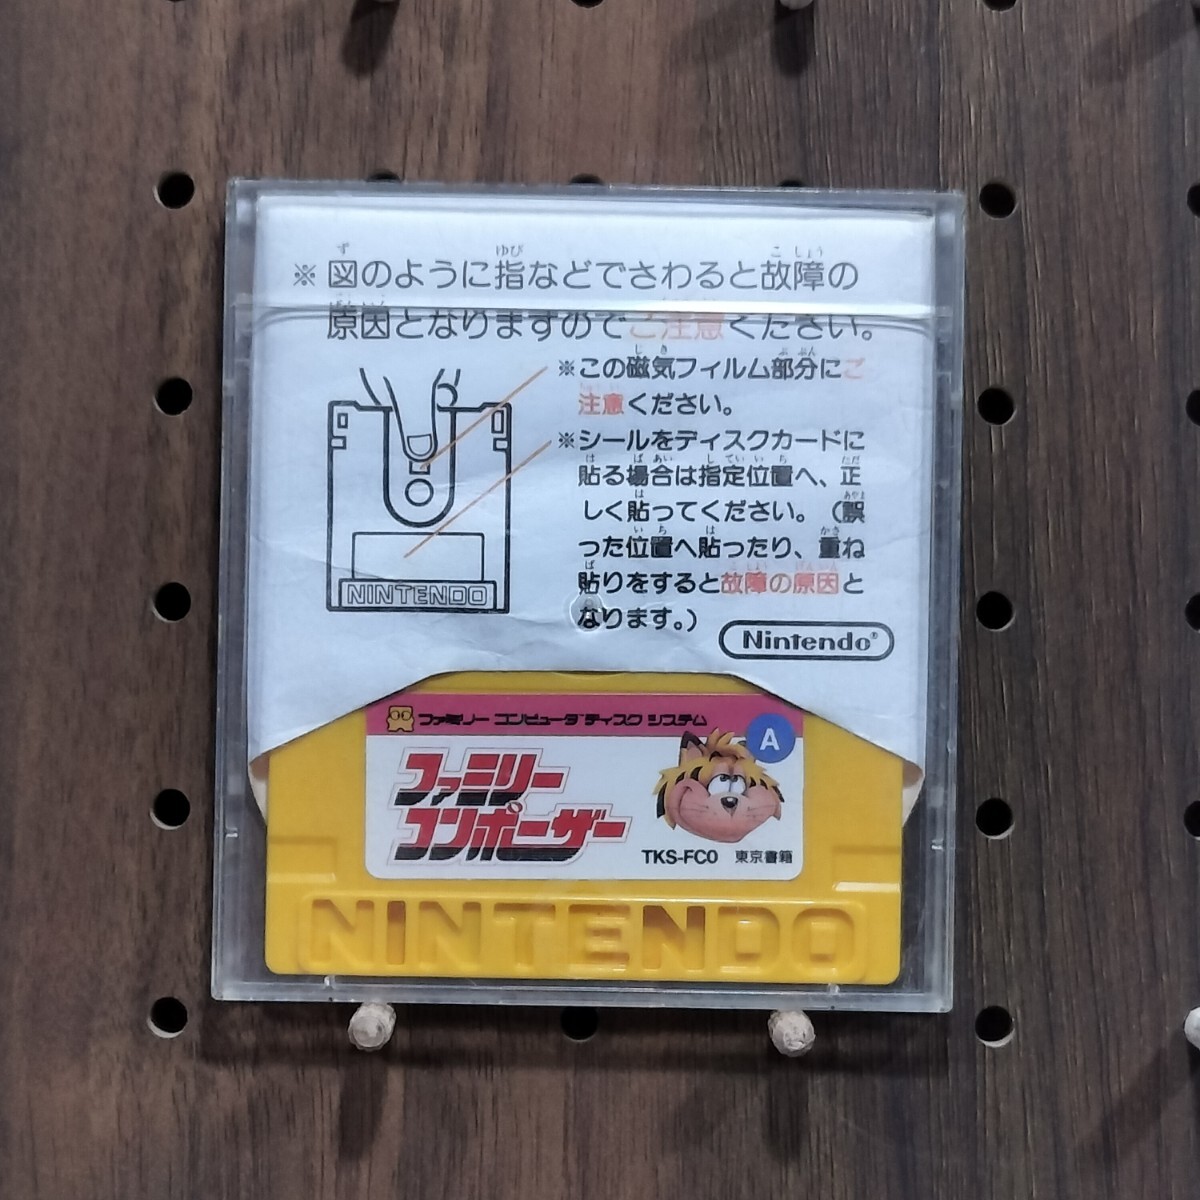 ※図のように指などでさわると故障の
原因となりますのでご注意ください。
※この磁気フィルム部分にご
注意ください。
※シールをディスクカードに
貼る場合は指定位置へ、正
しく貼ってください。(誤
った位置へ貼ったり、重ね
貼りをすると故障の原因と
なります。)
NINTENDO
Nintendo®
ファミリー コンピュータ ディスク システム
A
ファミリー
コンポーザー
TKS-FCO 東京書籍
NINTENDO